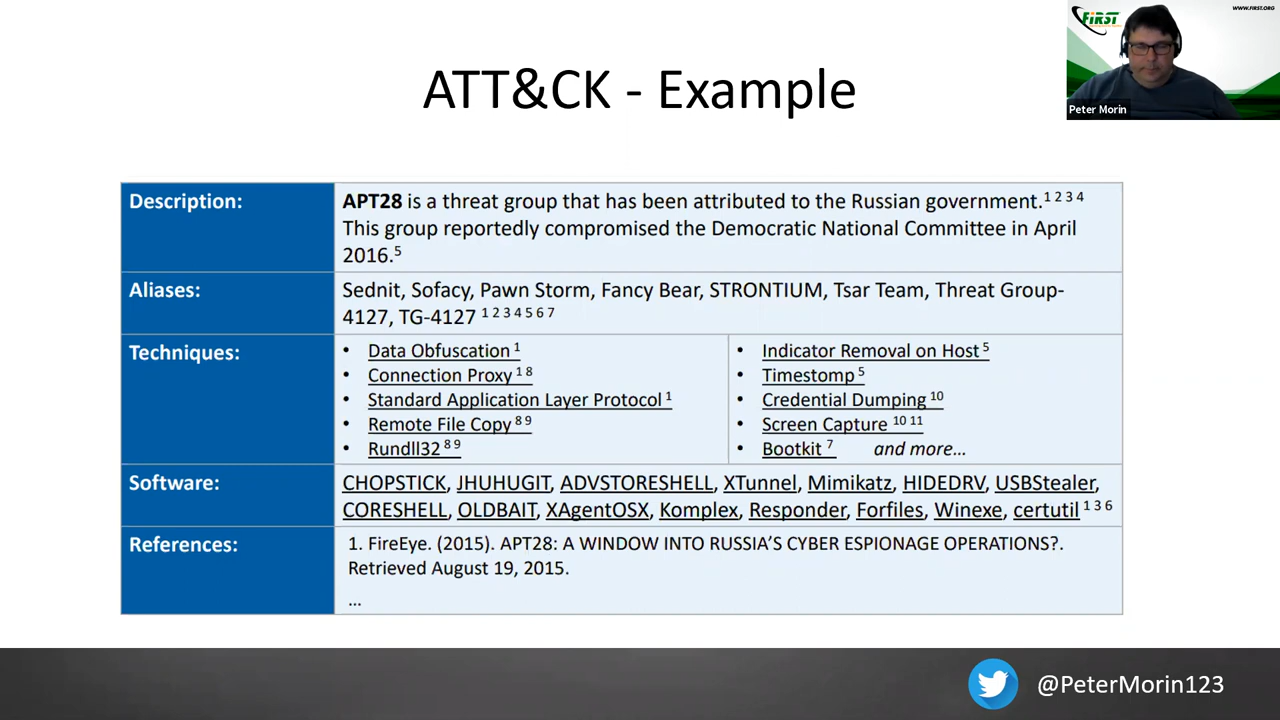 FIRST
WWW.FIRST.ORG
Peter Morin
ATT&CK - Example
Description:
APT28 is a threat group that has been attributed to the Russian government.1 2 3 4
This group reportedly compromised the Democratic National Committee in April
2016.5
Aliases:
Sednit, Sofacy, Pawn Storm, Fancy Bear, STRONTIUM, Tsar Team, Threat Group-
4127, TG-4127 1 2 3 4 5 6 7
Techniques:
• Data Obfuscation 1
• Connection Proxy 1 8
• Standard Application Layer Protocol 1
• Remote File Copy 8 9
• Rundll32 8 9
• Indicator Removal on Host 5
• Timestomp 5
• Credential Dumping 10
• Screen Capture 10 11
• Bootkit 7 and more...
Software:
CHOPSTICK, JHUHUGIT, ADVSTORESHELL, XTunnel, Mimikatz, HIDEDRV, USBStealer,
CORESHELL, OLDBAIT, XAgentOSX, Komplex, Responder, Forfiles, Winexe, certutil 1 3 6
References:
1. FireEye. (2015). APT28: A WINDOW INTO RUSSIA'S CYBER ESPIONAGE OPERATIONS?.
Retrieved August 19, 2015.
...
@PeterMorin123